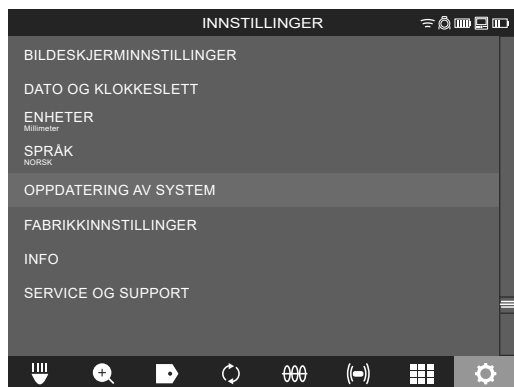 INNSTILLINGER
BILDESKJERMINNSTILLINGER
DATO OG KLOKKESLETT
ENHETER
Millimeter
SPRÅK
NORSK
OPPDATERING AV SYSTEM
FABRIKKINNSTILLINGER
INFO
SERVICE OG SUPPORT